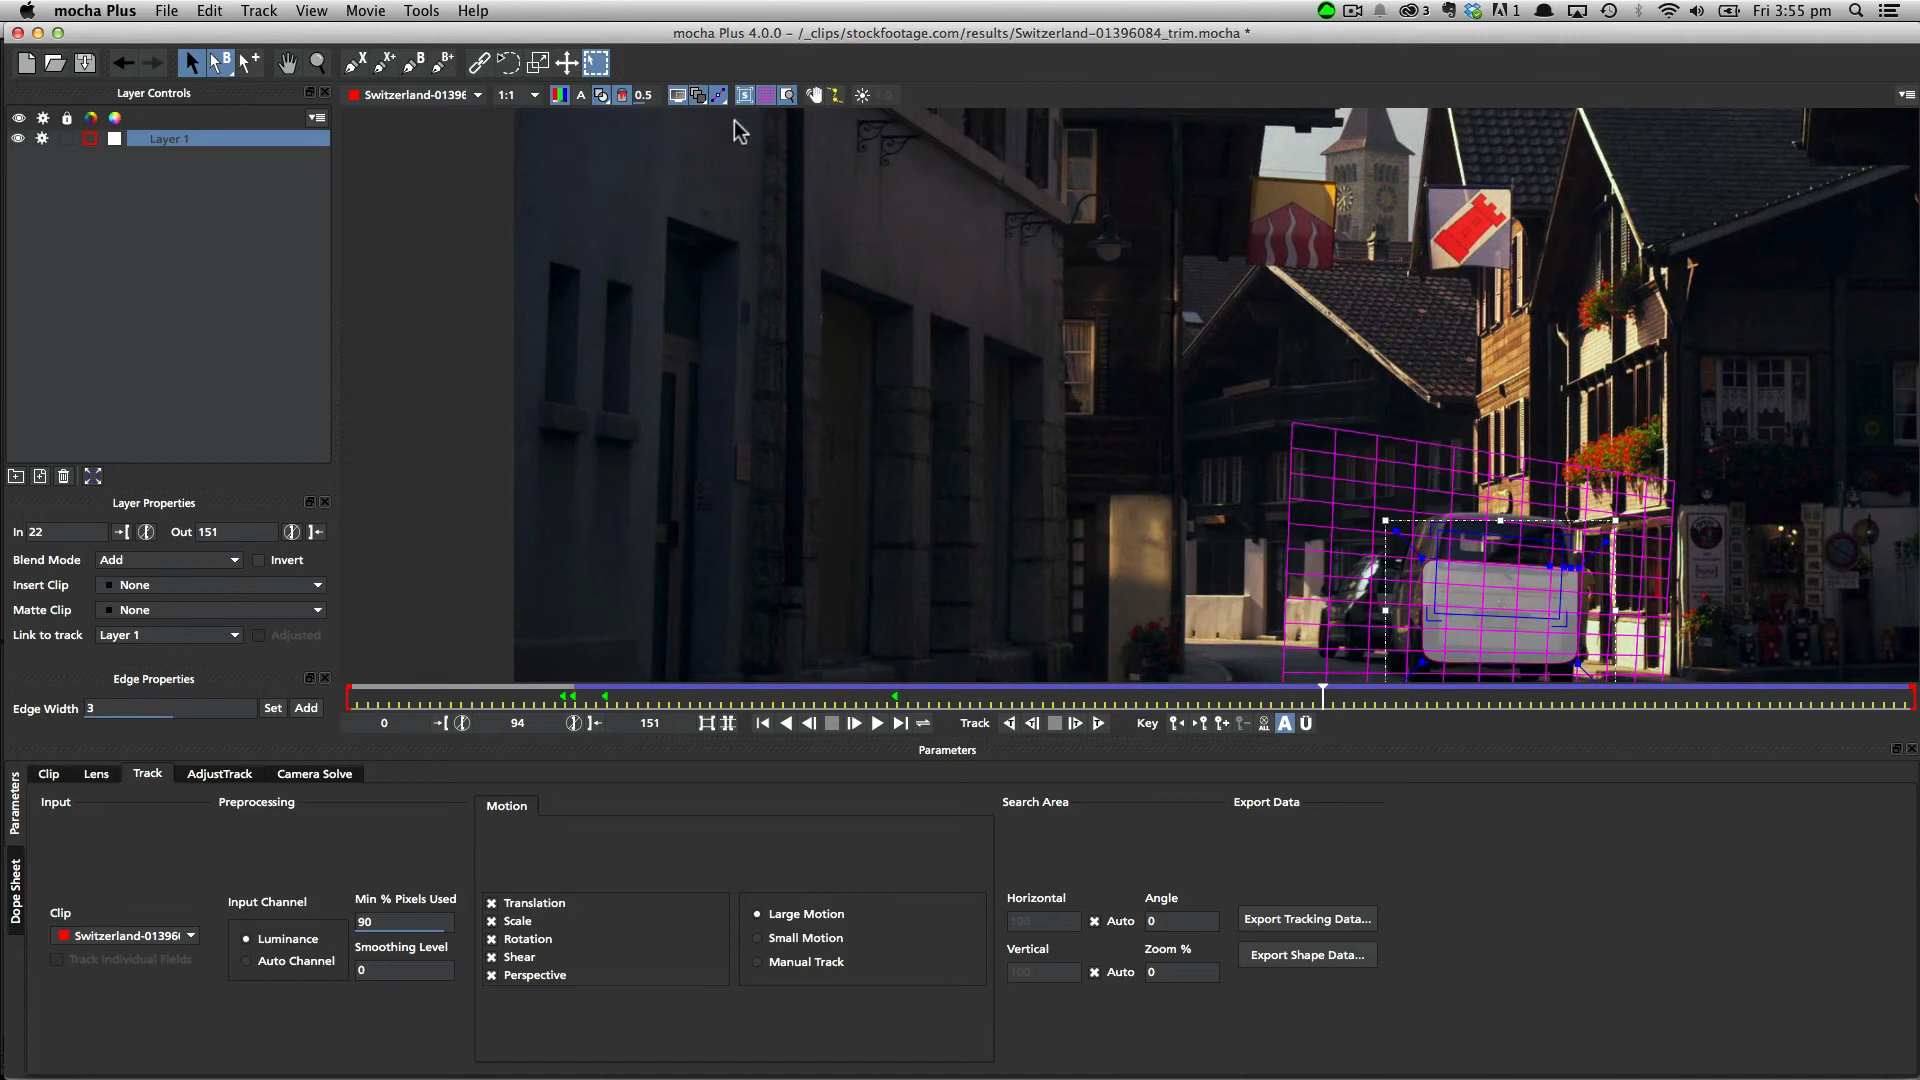 mocha Plus File Edit Track View Movie Tools Help
3
1
Fri 3:55 pm
mocha Plus 4.0.0 - /_clips/stockfootage.com/results/Switzerland-01396084_trim.mocha *
Layer Controls
Switzerland-01396
1:1
A
0.5
Layer 1
Layer Properties
In 22
Out 151
Blend Mode
Add
Invert
Insert Clip
None
Matte Clip
None
Link to track
Layer 1
Adjusted
Edge Properties
Edge Width
3
Set
Add
0
94
151
Track
Key
Parameters
Clip
Lens
Track
AdjustTrack
Camera Solve
Parameters
Dope Sheet
Input
Preprocessing
Motion
Search Area
Export Data
Clip
Switzerland-01396(
Track Individual Fields
Input Channel
Luminance
Auto Channel
Min % Pixels Used
90
Smoothing Level
0
Translation
Scale
Rotation
Shear
Perspective
Large Motion
Small Motion
Manual Track
Horizontal
100
Auto
Angle
0
Vertical
100
Auto
Zoom %
0
Export Tracking Data...
Export Shape Data...